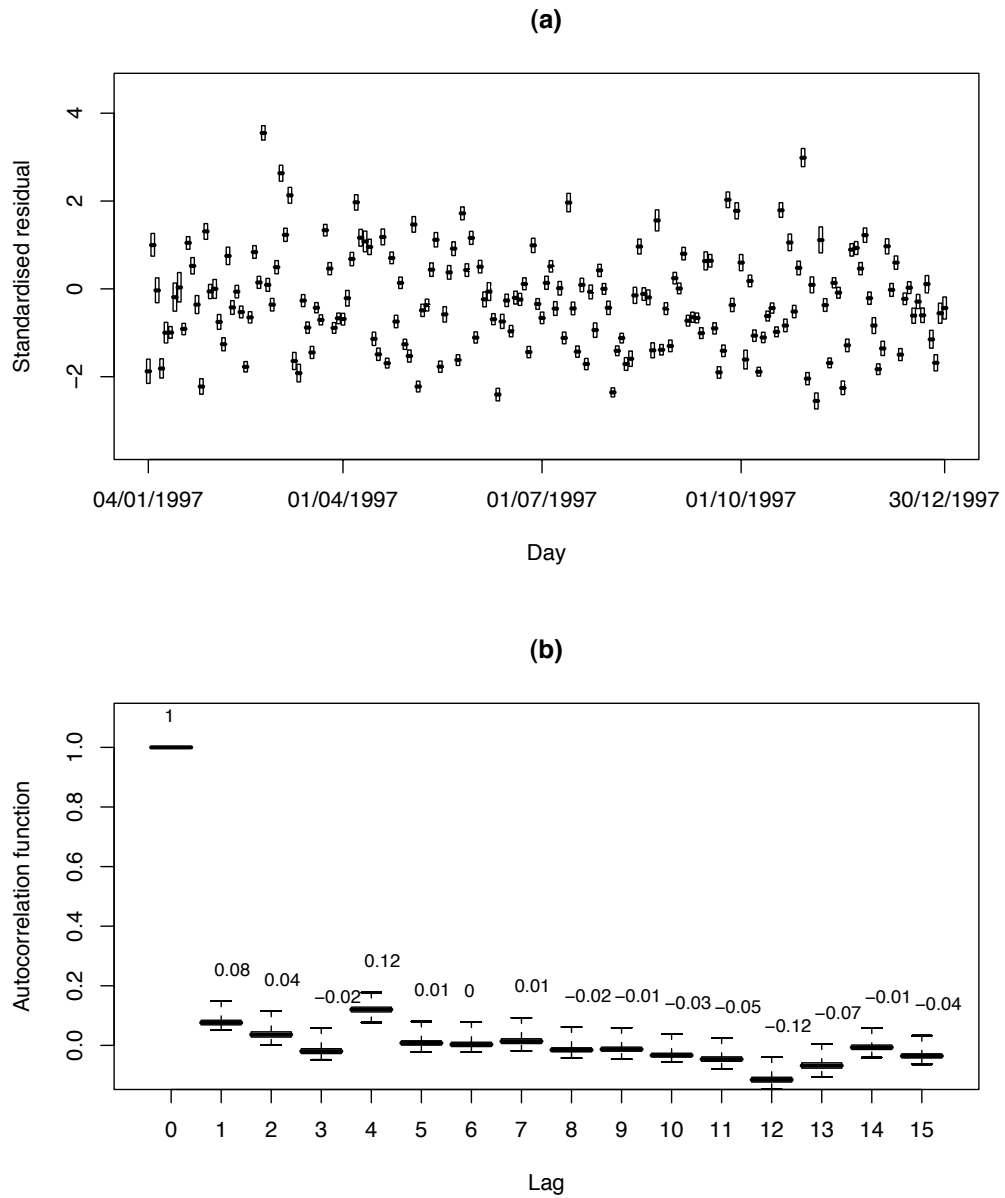 (a)
Standardised residual
4
2
0
−2
04/01/1997 01/04/1997 01/07/1997 01/10/1997 30/12/1997
Day
(b)
Autocorrelation function
1.0
0.8
0.6
0.4
0.2
0.0
1
0.08 0.04 −0.02 0.12 0.01 0 0.01 −0.02 −0.01 −0.03 −0.05 −0.12 −0.07 −0.01 −0.04
0 1 2 3 4 5 6 7 8 9 10 11 12 13 14 15
Lag